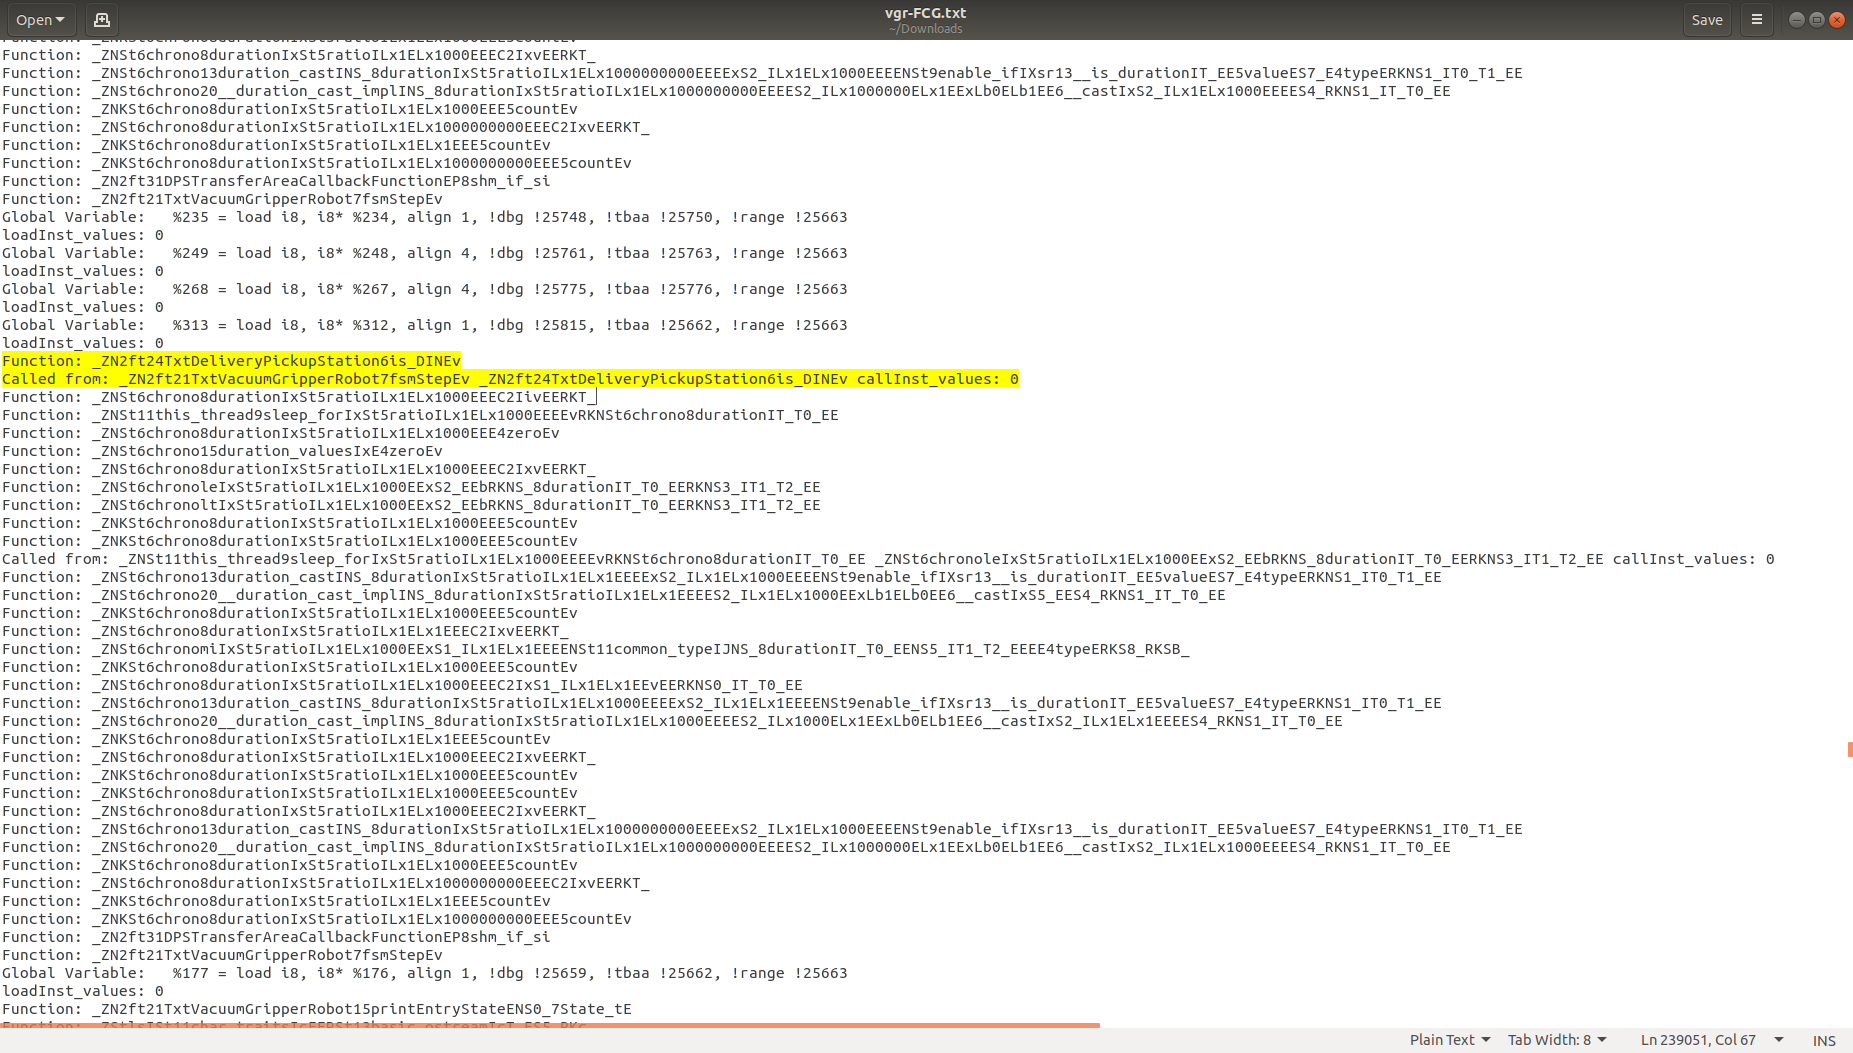 Open
vgr-FCG.txt
~/Downloads
Save
Function: _ZNSt6chrono8durationIxSt5ratioILx1ELx1000EEEC2IxvEERKT_
Function: _ZNSt6chrono13duration_castINS_8durationIxSt5ratioILx1ELx1000000000EEEExS2_ILx1ELx1000EEEENSt9enable_ifIXsr13__is_durationIT_EE5valueES7_E4typeERKNS1_IT0_T1_EE
Function: _ZNSt6chrono20__duration_cast_implINS_8durationIxSt5ratioILx1ELx1000000000EEEES2_ILx1000000ELx1EExLb0ELb1EE6__castIxS2_ILx1ELx1000EEEES4_RKNS1_IT_T0_EE
Function: _ZNKSt6chrono8durationIxSt5ratioILx1ELx1000EEE5countEv
Function: _ZNSt6chrono8durationIxSt5ratioILx1ELx1000000000EEEC2IxvEERKT_
Function: _ZNKSt6chrono8durationIxSt5ratioILx1ELx1EEE5countEv
Function: _ZNKSt6chrono8durationIxSt5ratioILx1ELx1000000000EEE5countEv
Function: _ZN2ft31DPSTransferAreaCallbackFunctionEP8shm_if_si
Function: _ZN2ft21TxtVacuumGripperRobot7fsmStepEv
Global Variable:   %235 = load i8, i8* %234, align 1, !dbg !25748, !tbaa !25750, !range !25663
loadInst_values: 0
Global Variable:   %249 = load i8, i8* %248, align 4, !dbg !25761, !tbaa !25763, !range !25663
loadInst_values: 0
Global Variable:   %268 = load i8, i8* %267, align 4, !dbg !25775, !tbaa !25776, !range !25663
loadInst_values: 0
Global Variable:   %313 = load i8, i8* %312, align 1, !dbg !25815, !tbaa !25662, !range !25663
loadInst_values: 0
Function: _ZN2ft24TxtDeliveryPickupStation6is_DINEv
Called from: _ZN2ft21TxtVacuumGripperRobot7fsmStepEv _ZN2ft24TxtDeliveryPickupStation6is_DINEv callInst_values: 0
Function: _ZNSt6chrono8durationIxSt5ratioILx1ELx1000EEEC2IivEERKT_
Function: _ZNSt11this_thread9sleep_forIxSt5ratioILx1ELx1000EEEEvRKNSt6chrono8durationIT_T0_EE
Function: _ZNSt6chrono8durationIxSt5ratioILx1ELx1000EEE4zeroEv
Function: _ZNSt6chrono15duration_valuesIxE4zeroEv
Function: _ZNSt6chrono8durationIxSt5ratioILx1ELx1000EEEC2IxvEERKT_
Function: _ZNSt6chronoleIxSt5ratioILx1ELx1000EExS2_EEbRKNS_8durationIT_T0_EERKNS3_IT1_T2_EE
Function: _ZNSt6chronoltIxSt5ratioILx1ELx1000EExS2_EEbRKNS_8durationIT_T0_EERKNS3_IT1_T2_EE
Function: _ZNKSt6chrono8durationIxSt5ratioILx1ELx1000EEE5countEv
Function: _ZNKSt6chrono8durationIxSt5ratioILx1ELx1000EEE5countEv
Called from: _ZNSt11this_thread9sleep_forIxSt5ratioILx1ELx1000EEEEvRKNSt6chrono8durationIT_T0_EE _ZNSt6chronoleIxSt5ratioILx1ELx1000EExS2_EEbRKNS_8durationIT_T0_EERKNS3_IT1_T2_EE callInst_values: 0
Function: _ZNSt6chrono13duration_castINS_8durationIxSt5ratioILx1ELx1EEEExS2_ILx1ELx1000EEEENSt9enable_ifIXsr13__is_durationIT_EE5valueES7_E4typeERKNS1_IT0_T1_EE
Function: _ZNSt6chrono20__duration_cast_implINS_8durationIxSt5ratioILx1ELx1EEEES2_ILx1ELx1000EExLb1ELb0EE6__castIxS5_EES4_RKNS1_IT_T0_EE
Function: _ZNKSt6chrono8durationIxSt5ratioILx1ELx1000EEE5countEv
Function: _ZNSt6chrono8durationIxSt5ratioILx1ELx1EEEC2IxvEERKT_
Function: _ZNSt6chronomiIxSt5ratioILx1ELx1000EExS1_ILx1ELx1EEEENSt11common_typeIJNS_8durationIT_T0_EENS5_IT1_T2_EEEE4typeERKS8_RKSB_
Function: _ZNKSt6chrono8durationIxSt5ratioILx1ELx1000EEE5countEv
Function: _ZNSt6chrono8durationIxSt5ratioILx1ELx1000EEEC2IxS1_ILx1ELx1EEvEERKNS0_IT_T0_EE
Function: _ZNSt6chrono13duration_castINS_8durationIxSt5ratioILx1ELx1000EEEExS2_ILx1ELx1EEEENSt9enable_ifIXsr13__is_durationIT_EE5valueES7_E4typeERKNS1_IT0_T1_EE
Function: _ZNSt6chrono20__duration_cast_implINS_8durationIxSt5ratioILx1ELx1000EEEES2_ILx1000ELx1EExLb0ELb1EE6__castIxS2_ILx1ELx1EEEES4_RKNS1_IT_T0_EE
Function: _ZNKSt6chrono8durationIxSt5ratioILx1ELx1EEE5countEv
Function: _ZNSt6chrono8durationIxSt5ratioILx1ELx1000EEEC2IxvEERKT_
Function: _ZNKSt6chrono8durationIxSt5ratioILx1ELx1000EEE5countEv
Function: _ZNKSt6chrono8durationIxSt5ratioILx1ELx1000EEE5countEv
Function: _ZNSt6chrono8durationIxSt5ratioILx1ELx1000EEEC2IxvEERKT_
Function: _ZNSt6chrono13duration_castINS_8durationIxSt5ratioILx1ELx1000000000EEEExS2_ILx1ELx1000EEEENSt9enable_ifIXsr13__is_durationIT_EE5valueES7_E4typeERKNS1_IT0_T1_EE
Function: _ZNSt6chrono20__duration_cast_implINS_8durationIxSt5ratioILx1ELx1000000000EEEES2_ILx1000000ELx1EExLb0ELb1EE6__castIxS2_ILx1ELx1000EEEES4_RKNS1_IT_T0_EE
Function: _ZNKSt6chrono8durationIxSt5ratioILx1ELx1000EEE5countEv
Function: _ZNSt6chrono8durationIxSt5ratioILx1ELx1000000000EEEC2IxvEERKT_
Function: _ZNKSt6chrono8durationIxSt5ratioILx1ELx1EEE5countEv
Function: _ZNKSt6chrono8durationIxSt5ratioILx1ELx1000000000EEE5countEv
Function: _ZN2ft31DPSTransferAreaCallbackFunctionEP8shm_if_si
Function: _ZN2ft21TxtVacuumGripperRobot7fsmStepEv
Global Variable:   %177 = load i8, i8* %176, align 1, !dbg !25659, !tbaa !25662, !range !25663
loadInst_values: 0
Function: _ZN2ft21TxtVacuumGripperRobot15printEntryStateENS0_7State_tE
Plain Text
Tab Width: 8
Ln 239051, Col 67
INS